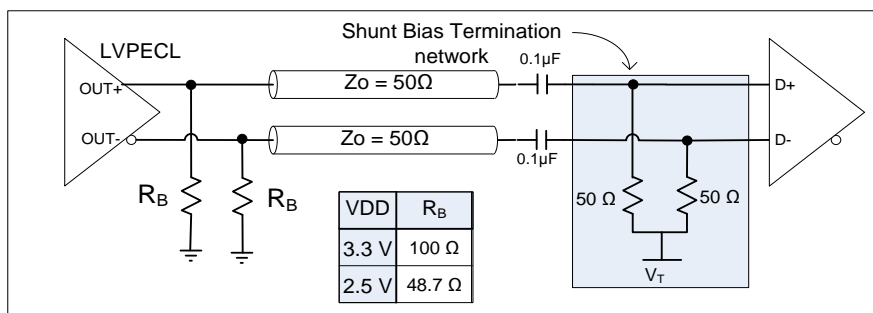 Shunt Bias Termination
network
LVPECL
0.1µF
OUT+
Zo = 50Ω
D+
OUT-
Zo = 50Ω
D-
0.1µF
R_B
R_B
50 Ω
50 Ω
VDD R_B
3.3 V 100 Ω
2.5 V 48.7 Ω
V_T